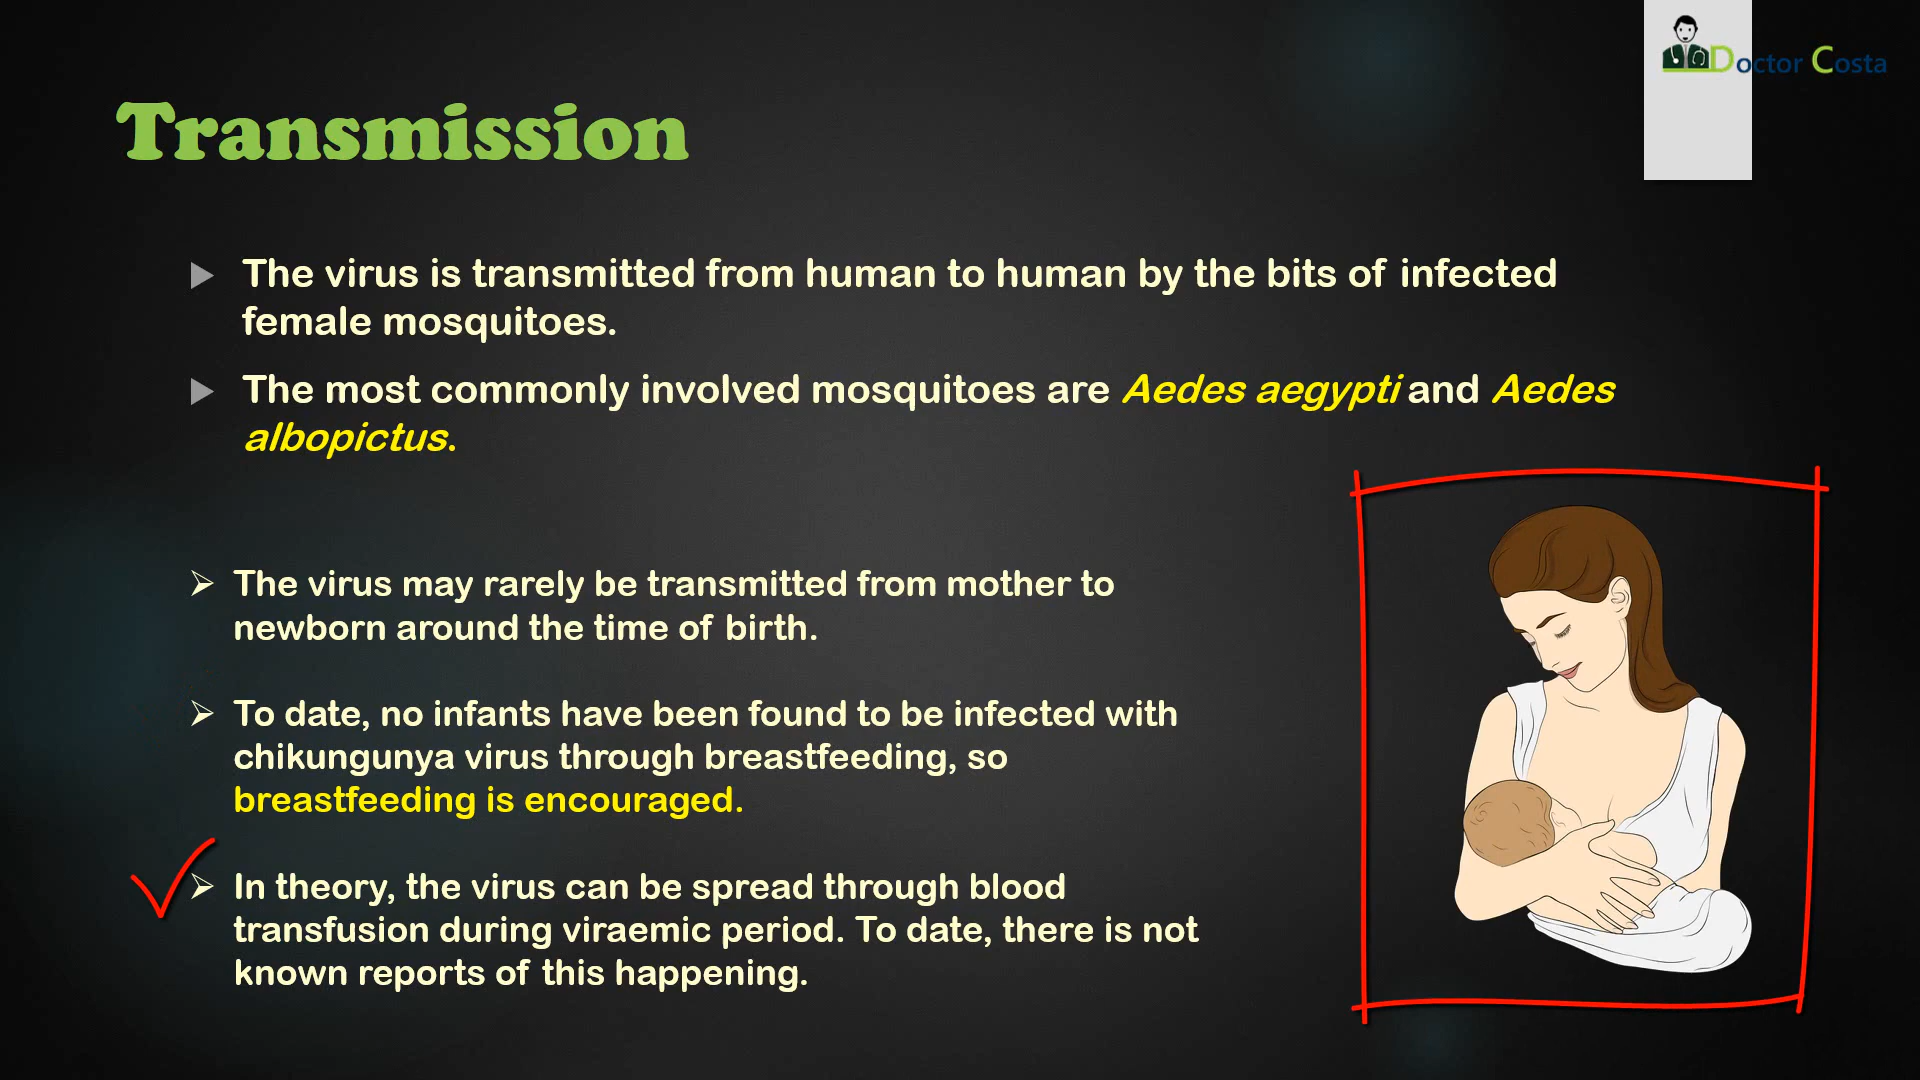 Doctor Costa
Transmission
The virus is transmitted from human to human by the bits of infected
female mosquitoes.
The most commonly involved mosquitoes are Aedes aegypti and Aedes
albopictus.
The virus may rarely be transmitted from mother to
newborn around the time of birth.
To date, no infants have been found to be infected with
chikungunya virus through breastfeeding, so
breastfeeding is encouraged.
In theory, the virus can be spread through blood
transfusion during viraemic period. To date, there is not
known reports of this happening.